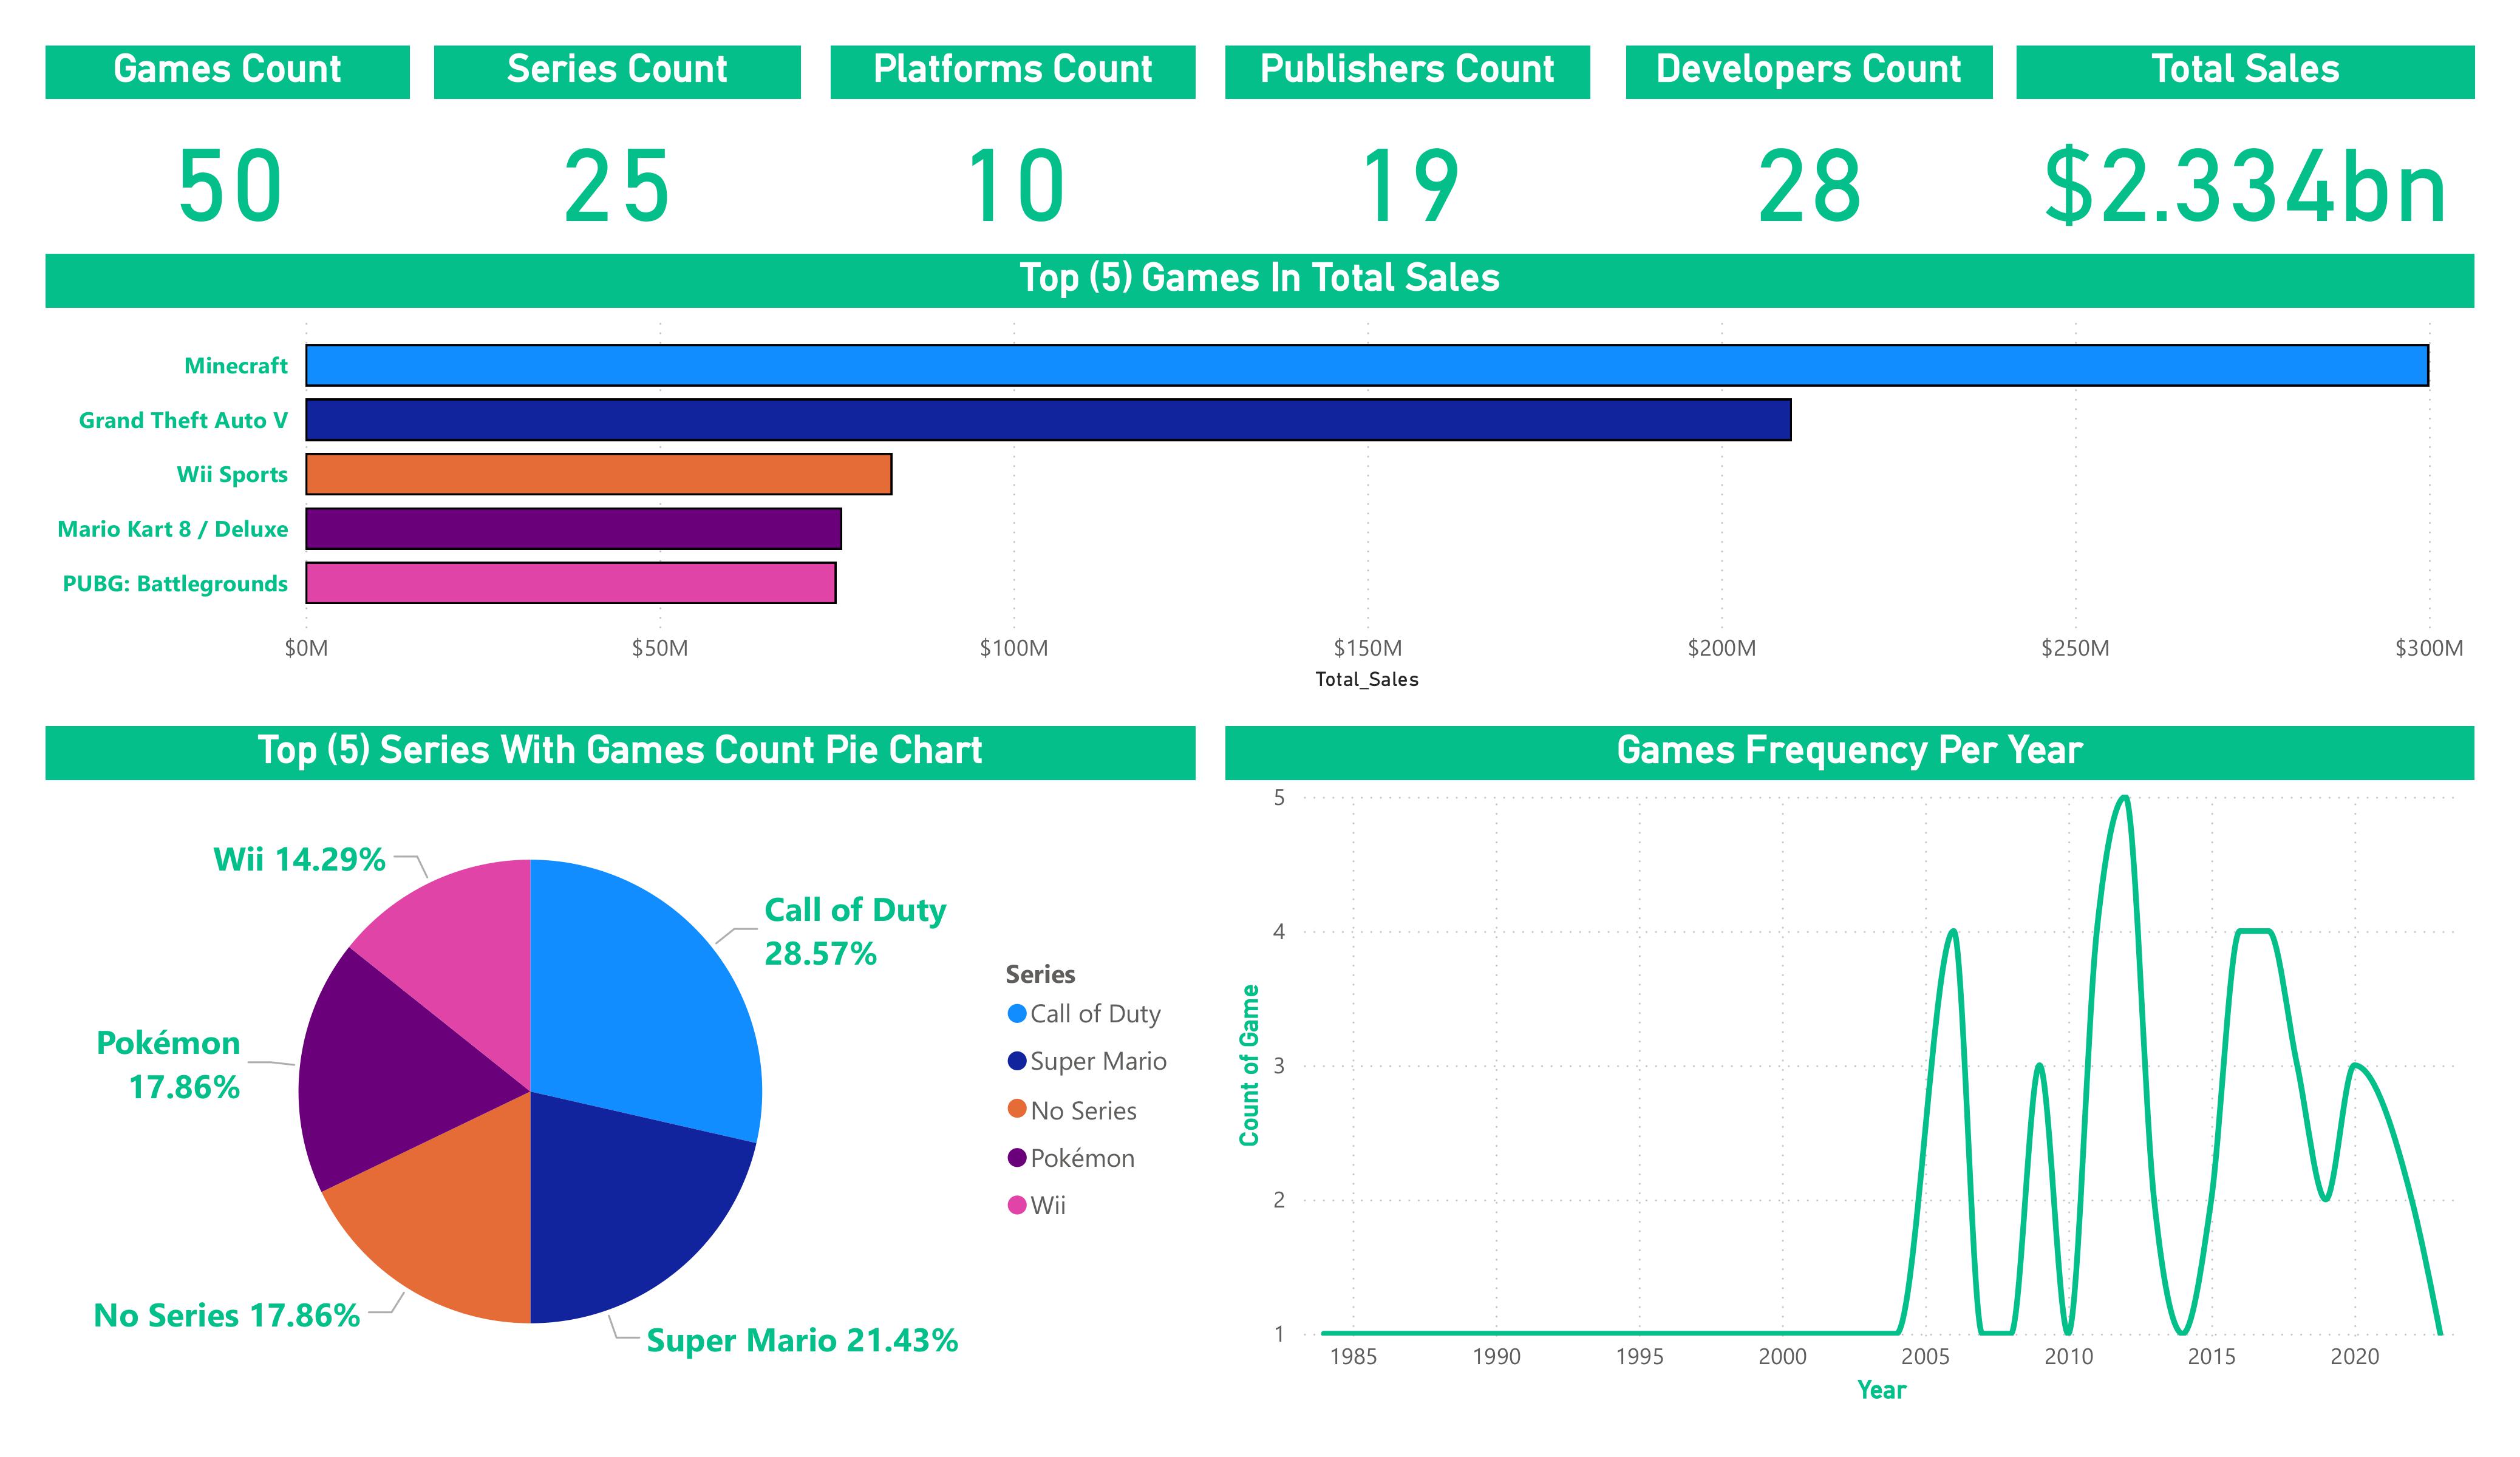 Games Count
Series Count
Platforms Count
Publishers Count
Developers Count
Total Sales
50
25
10
19
28
$2.334bn
Top (5) Games In Total Sales
Minecraft
Grand Theft Auto V
Wii Sports
Mario Kart 8 / Deluxe
PUBG: Battlegrounds
$0M
$50M
$100M
$150M
$200M
$250M
$300M
Total_Sales
Top (5) Series With Games Count Pie Chart
Wii 14.29%
Call of Duty
28.57%
Pokémon
17.86%
No Series 17.86%
Super Mario 21.43%
Series
Call of Duty
Super Mario
No Series
Pokémon
Wii
Games Frequency Per Year
5
4
3
2
1
Count of Game
1985
1990
1995
2000
2005
2010
2015
2020
Year